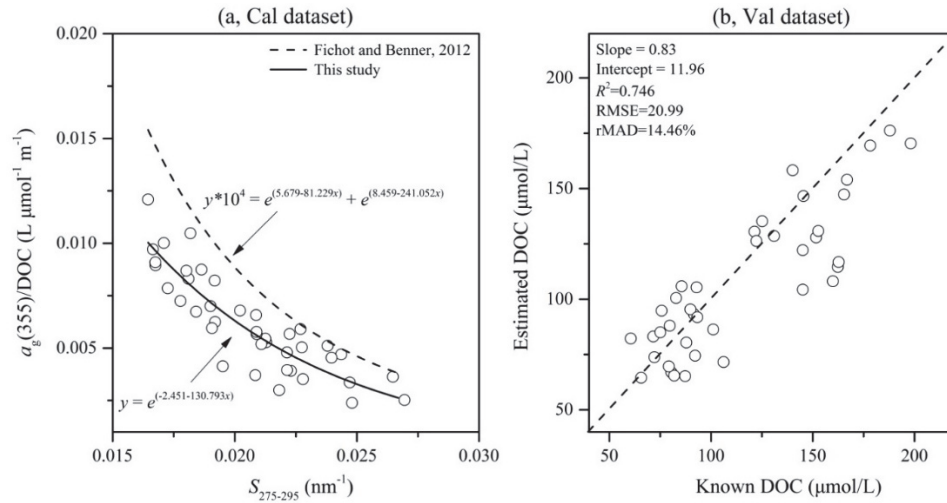 (a, Cal dataset)
0.020
0.015
0.010
0.005
0.015
0.020
0.025
0.030
a_g(355)/DOC (L μmol⁻¹ m⁻¹)
S₂₇₅₋₂₉₅ (nm⁻¹)
Fichot and Benner, 2012
This study
y*10⁴ = e^(5.679-81.229x) + e^(8.459-241.052x)
y = e^(-2.451-130.793x)
(b, Val dataset)
Slope = 0.83
Intercept = 11.96
R²=0.746
RMSE=20.99
rMAD=14.46%
200
150
100
50
50
100
150
200
Estimated DOC (μmol/L)
Known DOC (μmol/L)